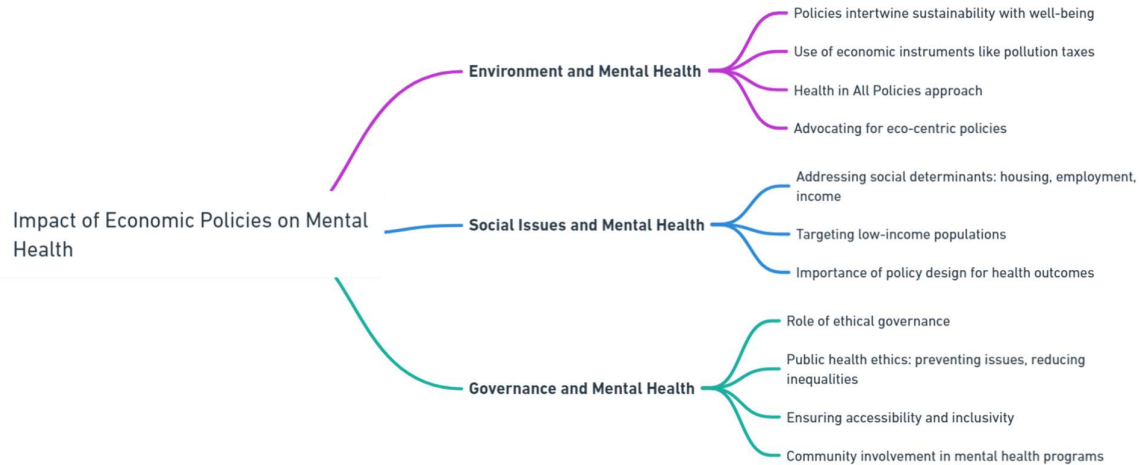 Impact of Economic Policies on Mental
Health
Environment and Mental Health
Policies intertwine sustainability with well-being
Use of economic instruments like pollution taxes
Health in All Policies approach
Advocating for eco-centric policies
Social Issues and Mental Health
Addressing social determinants: housing, employment,
income
Targeting low-income populations
Importance of policy design for health outcomes
Governance and Mental Health
Role of ethical governance
Public health ethics: preventing issues, reducing
inequalities
Ensuring accessibility and inclusivity
Community involvement in mental health programs